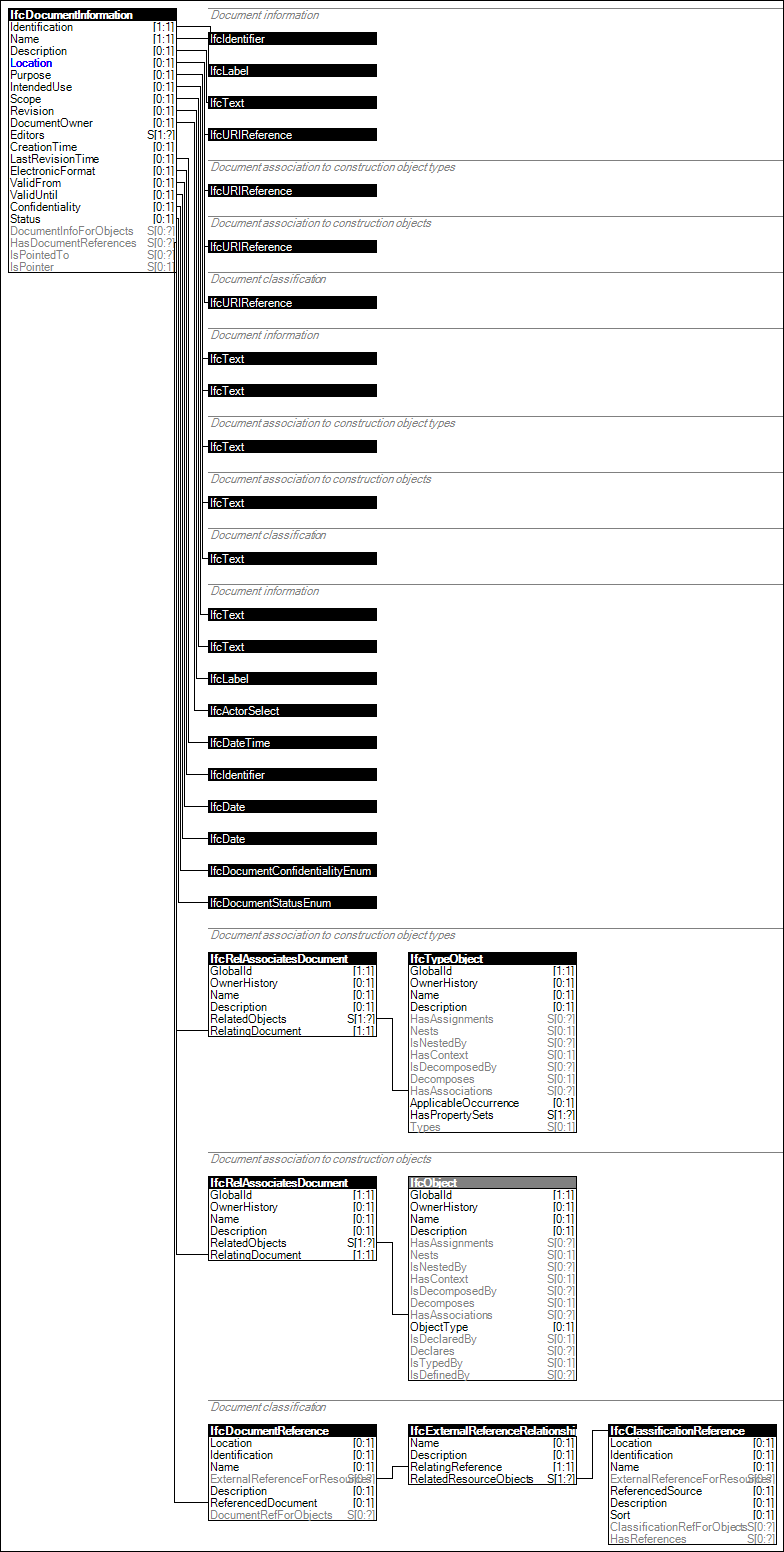 IfcDocumentInformation
Identification [1:1]
Name [1:1]
Description [0:1]
Location [0:1]
Purpose [0:1]
IntendedUse [0:1]
Scope [0:1]
Revision [0:1]
DocumentOwner [0:1]
Editors S[1:?]
CreationTime [0:1]
LastRevisionTime [0:1]
ElectronicFormat [0:1]
ValidFrom [0:1]
ValidUntil [0:1]
Confidentiality [0:1]
Status [0:1]
DocumentInfoForObjects S[0:?]
HasDocumentReferences S[0:?]
IsPointedTo S[0:?]
IsPointer S[0:1]
Document information
IfcIdentifier
IfcLabel
IfcText
IfcURIReference
Document association to construction object types
IfcURIReference
Document association to construction objects
IfcURIReference
Document classification
IfcURIReference
Document information
IfcText
IfcText
Document association to construction object types
IfcText
Document association to construction objects
IfcText
Document classification
IfcText
Document information
IfcText
IfcText
IfcLabel
IfcActorSelect
IfcDateTime
IfcIdentifier
IfcDate
IfcDate
IfcDocumentConfidentialityEnum
IfcDocumentStatusEnum
Document association to construction object types
IfcRelAssociatesDocument
GlobalId [1:1]
OwnerHistory [0:1]
Name [0:1]
Description [0:1]
RelatedObjects S[1:?]
RelatingDocument [1:1]
IfcTypeObject
GlobalId [1:1]
OwnerHistory [0:1]
Name [0:1]
Description [0:1]
HasAssignments S[0:?]
Nests S[0:1]
IsNestedBy S[0:?]
HasContext S[0:1]
IsDecomposedBy S[0:?]
Decomposes S[0:1]
HasAssociations S[0:?]
ApplicableOccurrence [0:1]
HasPropertySets S[1:?]
Types S[0:1]
Document association to construction objects
IfcRelAssociatesDocument
GlobalId [1:1]
OwnerHistory [0:1]
Name [0:1]
Description [0:1]
RelatedObjects S[1:?]
RelatingDocument [1:1]
IfcObject
GlobalId [1:1]
OwnerHistory [0:1]
Name [0:1]
Description [0:1]
HasAssignments S[0:?]
Nests S[0:1]
IsNestedBy S[0:?]
HasContext S[0:1]
IsDecomposedBy S[0:?]
Decomposes S[0:1]
HasAssociations S[0:?]
ObjectType [0:1]
IsDeclaredBy S[0:1]
Declares S[0:?]
IsTypedBy S[0:1]
IsDefinedBy S[0:?]
Document classification
IfcDocumentReference
Location [0:1]
Identification [0:1]
Name [0:1]
ExternalReferenceForResources S[0:?]
Description [0:1]
ReferencedDocument [0:1]
DocumentRefForObjects S[0:?]
IfcExternalReferenceRelationship
Name [0:1]
Description [0:1]
RelatingReference [1:1]
RelatedResourceObjects S[1:?]
IfcClassificationReference
Location [0:1]
Identification [0:1]
Name [0:1]
ExternalReferenceForResources S[0:?]
ReferencedSource [0:1]
Description [0:1]
Sort [0:1]
ClassificationRefForObjects S[0:?]
HasReferences S[0:?]